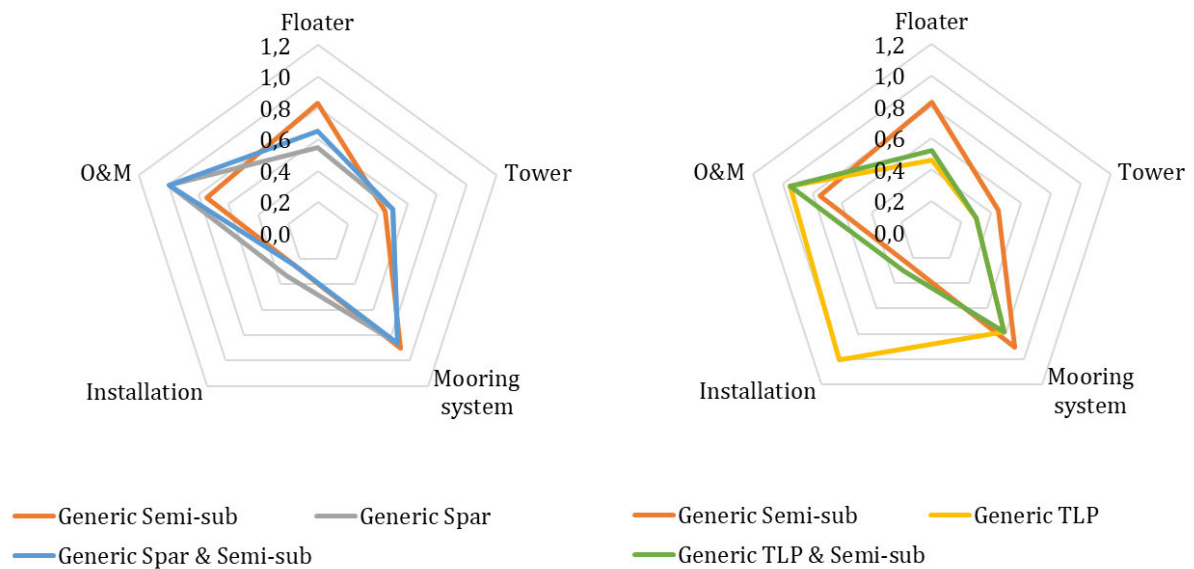 Floater
1,2
1,0
0,8
0,6
0,4
0,2
0,0
O&M
Tower
Installation
Mooring
system
Generic Semi-sub
Generic Spar
Generic Spar & Semi-sub
Floater
1,2
1,0
0,8
0,6
0,4
0,2
0,0
O&M
Tower
Installation
Mooring
system
Generic Semi-sub
Generic TLP
Generic TLP & Semi-sub